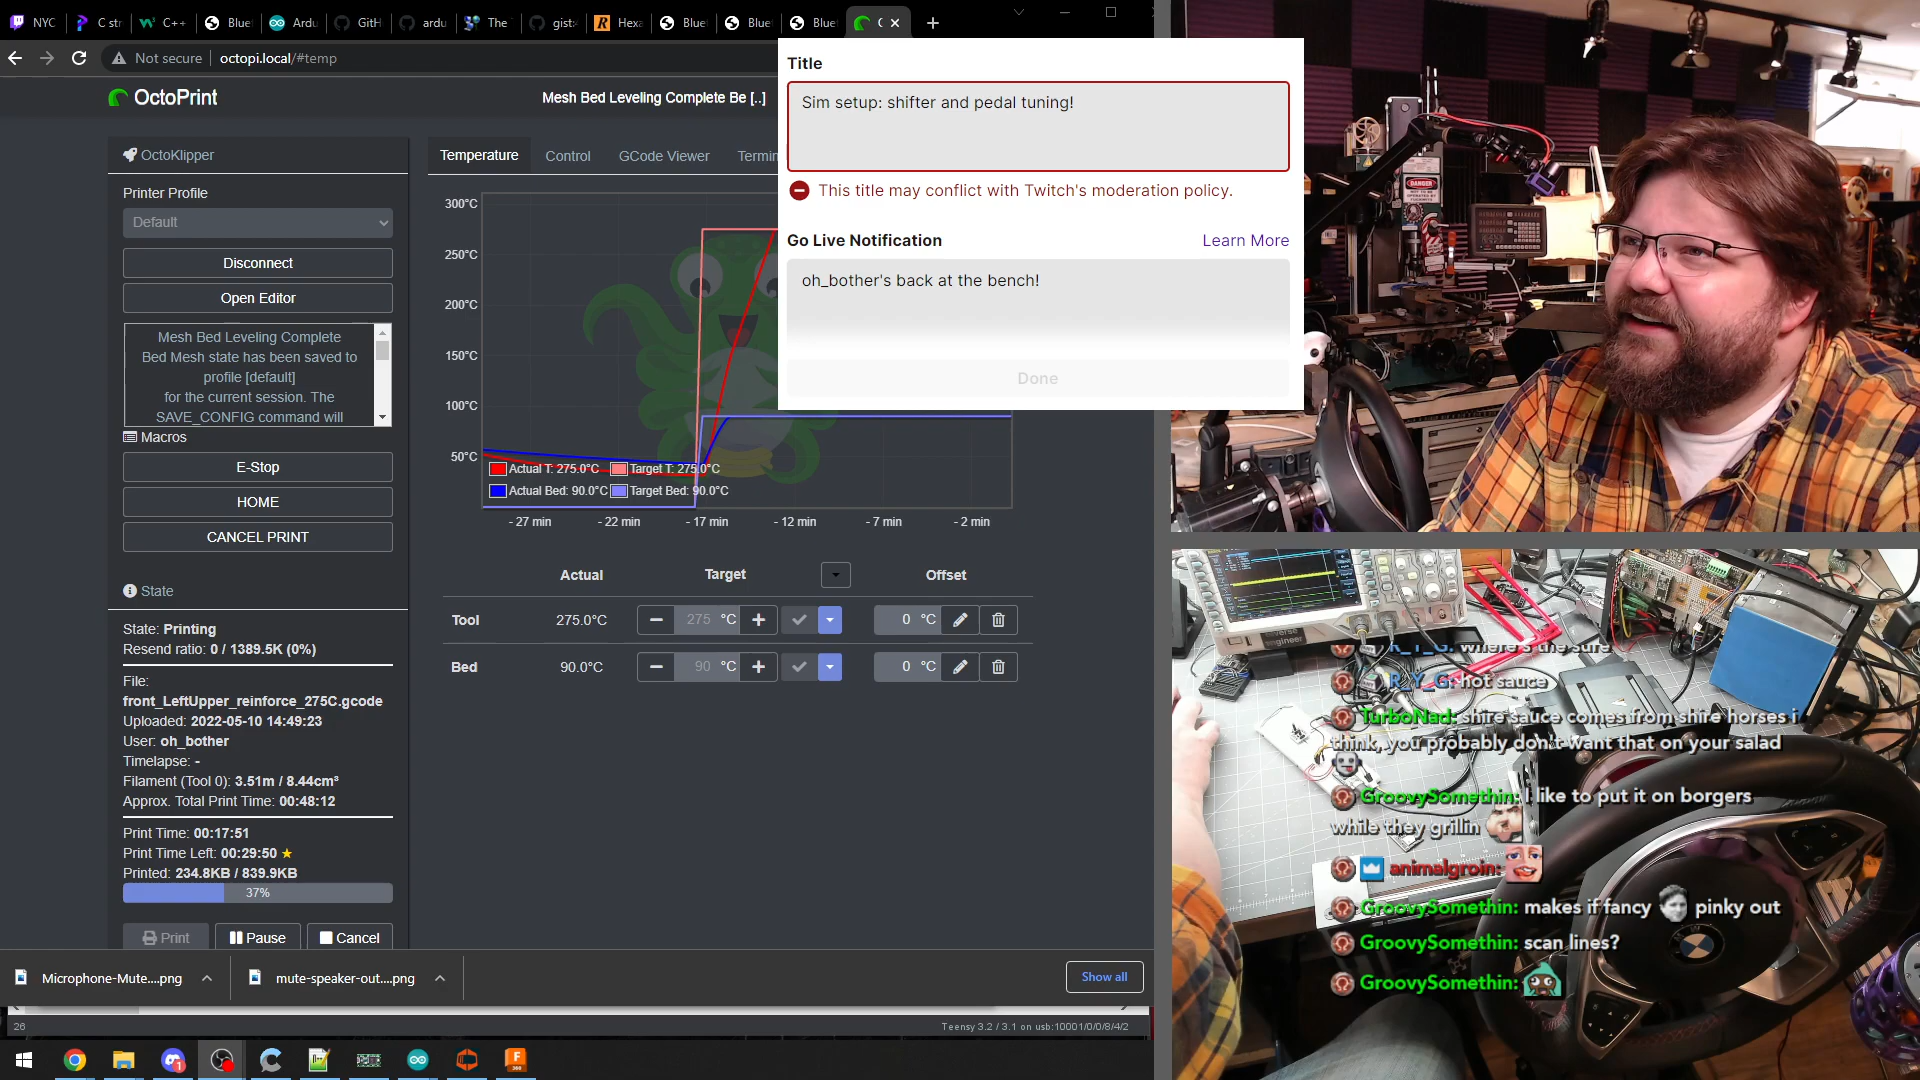 NYC
C str
C++
Blue
Ardu
GitH
ardu
The
gist:
Hexa
Blue
Blue
Blue
Not secure
octopi.local/#temp
OctoPrint
Mesh Bed Leveling Complete Be [..]
OctoKlipper
Printer Profile
Default
Disconnect
Open Editor
Mesh Bed Leveling Complete
Bed Mesh state has been saved to
profile [default]
for the current session. The
SAVE_CONFIG command will
Macros
E-Stop
HOME
CANCEL PRINT
State
State: Printing
Resend ratio: 0 / 1389.5K (0%)
File:
front_LeftUpper_reinforce_275C.gcode
Uploaded: 2022-05-10 14:49:23
User: oh_bother
Timelapse: -
Filament (Tool 0): 3.51m / 8.44cm³
Approx. Total Print Time: 00:48:12
Print Time: 00:17:51
Print Time Left: 00:29:50
Printed: 234.8KB / 839.9KB
37%
Print
Pause
Cancel
Temperature
Control
GCode Viewer
Termin
300°C
250°C
200°C
150°C
100°C
50°C
Actual T: 275.0°C
Target T: 275.0°C
Actual Bed: 90.0°C
Target Bed: 90.0°C
- 27 min
- 22 min
- 17 min
- 12 min
- 7 min
- 2 min
Actual
Target
Offset
Tool
275.0°C
275 °C
0 °C
Bed
90.0°C
90 °C
0 °C
Title
Sim setup: shifter and pedal tuning!
This title may conflict with Twitch's moderation policy.
Go Live Notification
Learn More
oh_bother's back at the bench!
Done
DANGER
reverse
engineer
R_Y_G: where's the sure
R_Y_G: hot sauce
TurboNad: shire sauce comes from shire horses i
think, you probably don't want that on your salad
GroovySomethin: I like to put it on borgers
while they grillin
animalgroin:
GroovySomethin: makes if fancy pinky out
GroovySomethin: scan lines?
GroovySomethin:
Microphone-Mute....png
mute-speaker-out....png
Show all
26
Teensy 3.2 / 3.1 on usb:10001/0/0/8/4/2